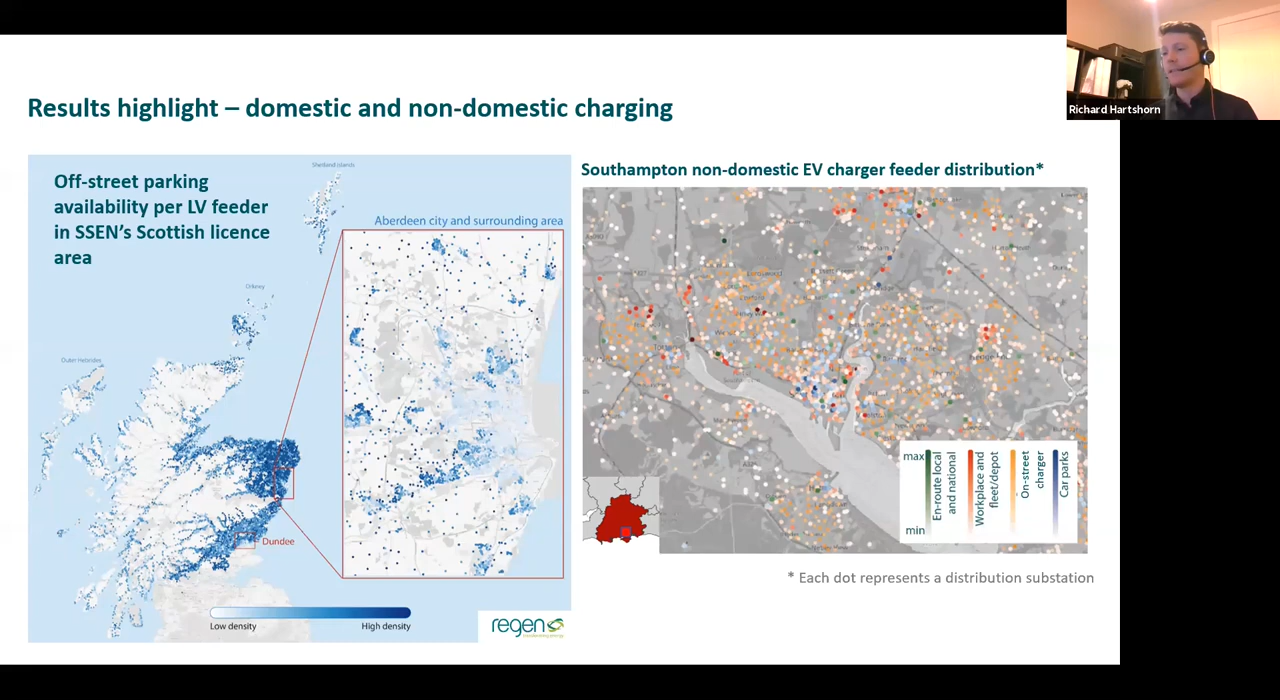 Richard Hartshorn
Results highlight – domestic and non-domestic charging
Off-street parking
availability per LV feeder
in SSEN's Scottish licence
area
Shetland Islands
Aberdeen city and surrounding area
Orkney
Outer Hebrides
Dundee
Low density
High density
regen
Southampton non-domestic EV charger feeder distribution*
max
min
En-route local
and national
Workplace and
fleet/depot
On-street
charger
Car parks
* Each dot represents a distribution substation